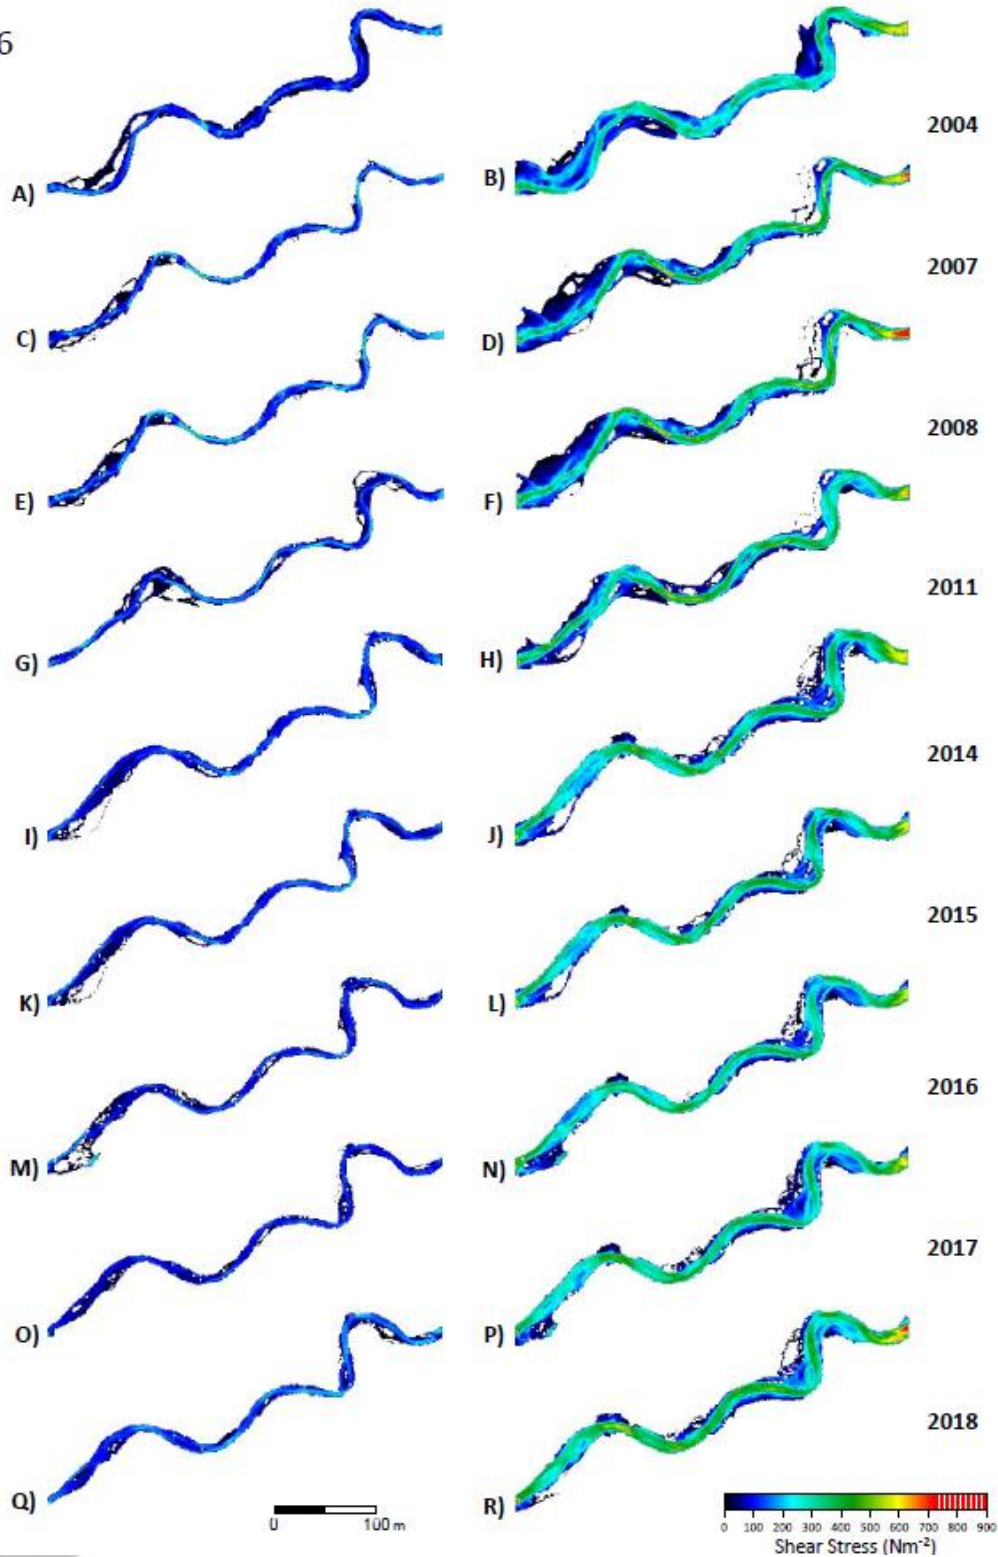 6
2004
A)
B)
2007
C)
D)
2008
E)
F)
2011
G)
H)
2014
I)
J)
2015
K)
L)
2016
M)
N)
2017
O)
P)
2018
Q)
R)
0 100 m
0 100 200 300 400 500 600 700 800 900
Shear Stress (Nm⁻²)